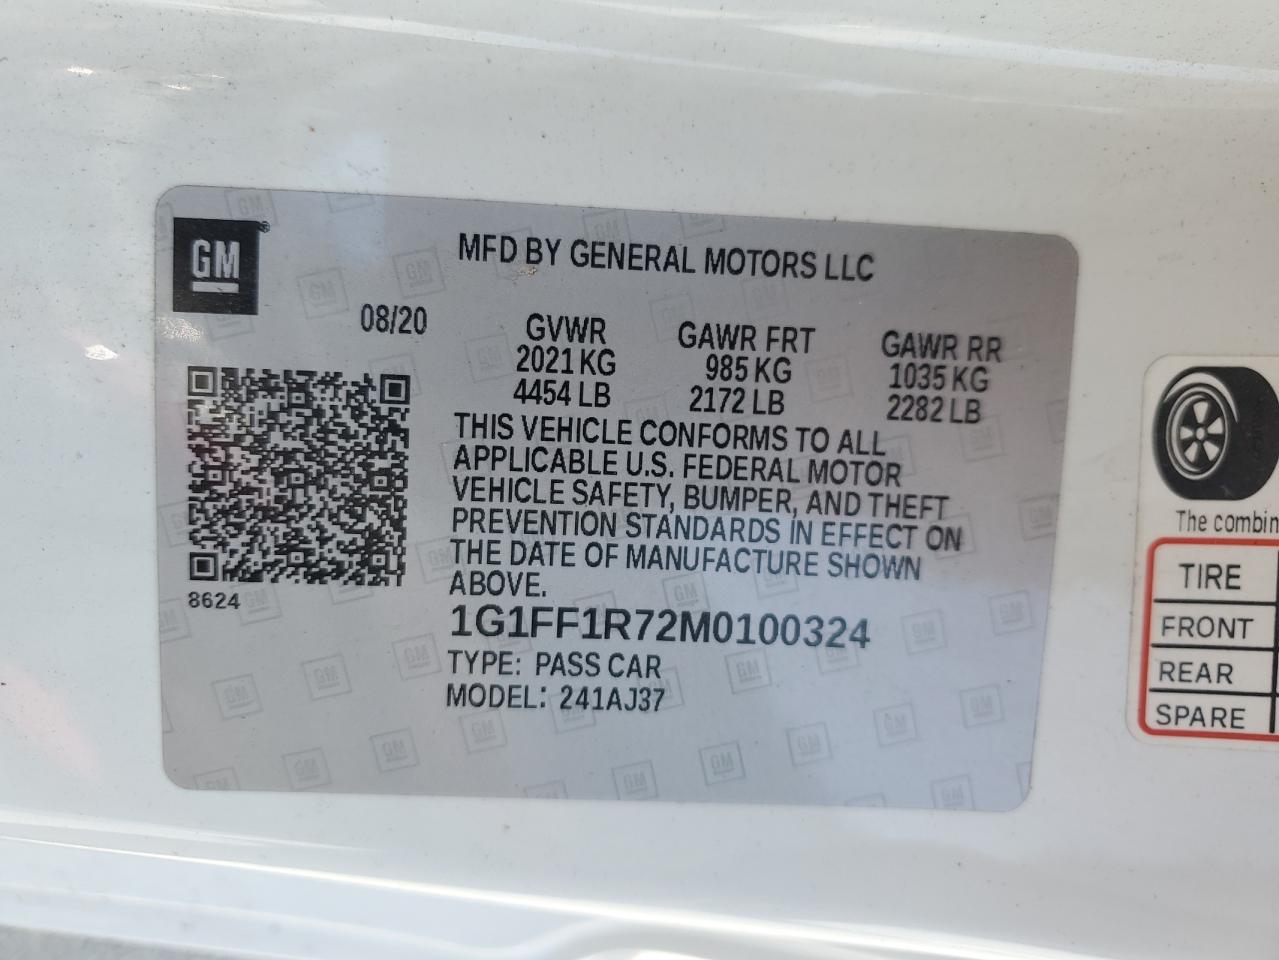 GM
MFD BY GENERAL MOTORS LLC
08/20
GVWR GAWR FRT GAWR RR
2021 KG 985 KG 1035 KG
4454 LB 2172 LB 2282 LB
THIS VEHICLE CONFORMS TO ALL
APPLICABLE U.S. FEDERAL MOTOR
VEHICLE SAFETY, BUMPER, AND THEFT
PREVENTION STANDARDS IN EFFECT ON
THE DATE OF MANUFACTURE SHOWN
ABOVE.
8624
1G1FF1R72M0100324
TYPE: PASS CAR
MODEL: 241AJ37
The combin
TIRE
FRONT
REAR
SPARE